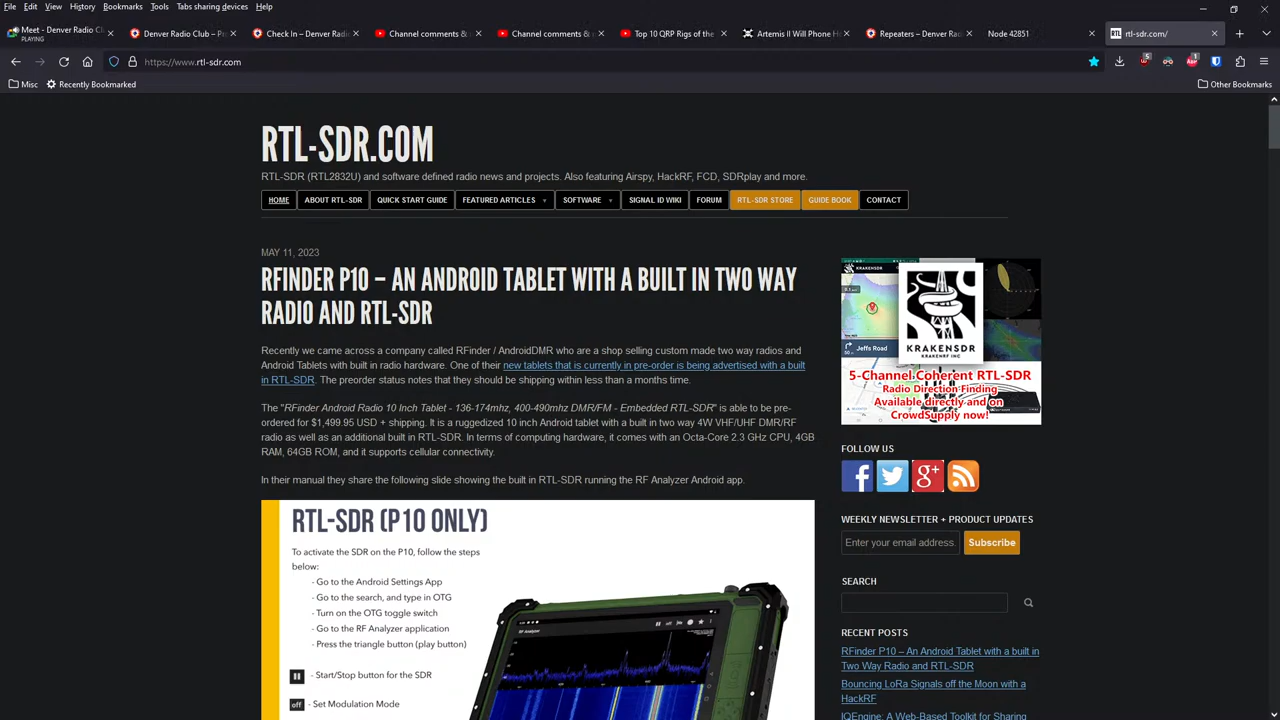 File Edit View History Bookmarks Tools Tabs sharing devices Help
Meet - Denver Radio Cl
PLAYING
Denver Radio Club – Pr
Check In – Denver Radio
Channel comments &
Channel comments &
Top 10 QRP Rigs of the
Artemis II Will Phone H
Repeaters – Denver Rad
Node 42851
RTL SDR
rtl-sdr.com/
https://www.rtl-sdr.com
Misc
Recently Bookmarked
Other Bookmarks
RTL-SDR.COM
RTL-SDR (RTL2832U) and software defined radio news and projects. Also featuring Airspy, HackRF, FCD, SDRplay and more.
HOME ABOUT RTL-SDR QUICK START GUIDE FEATURED ARTICLES SOFTWARE SIGNAL ID WIKI FORUM RTL-SDR STORE GUIDE BOOK CONTACT
MAY 11, 2023
RFINDER P10 – AN ANDROID TABLET WITH A BUILT IN TWO WAY
RADIO AND RTL-SDR
Recently we came across a company called RFinder / AndroidDMR who are a shop selling custom made two way radios and
Android Tablets with built in radio hardware. One of their new tablets that is currently in pre-order is being advertised with a built
in RTL-SDR. The preorder status notes that they should be shipping within less than a months time.
The "RFinder Android Radio 10 Inch Tablet - 136-174mhz, 400-490mhz DMR/FM - Embedded RTL-SDR" is able to be pre-
ordered for $1,499.95 USD + shipping. It is a ruggedized 10 inch Android tablet with a built in two way 4W VHF/UHF DMR/RF
radio as well as an additional built in RTL-SDR. In terms of computing hardware, it comes with an Octa-Core 2.3 GHz CPU, 4GB
RAM, 64GB ROM, and it supports cellular connectivity.
In their manual they share the following slide showing the built in RTL-SDR running the RF Analyzer Android app.
RTL-SDR (P10 ONLY)
To activate the SDR on the P10, follow the steps
below:
- Go to the Android Settings App
- Go to the search, and type in OTG
- Turn on the OTG toggle switch
- Go to the RF Analyzer application
- Press the triangle button (play button)
- Start/Stop button for the SDR
off - Set Modulation Mode
RF Analyzer
KRAKENSDR
Jeffs Road
KRAKENSDR
KRAKENRF INC
5-Channel Coherent RTL-SDR
Radio Direction Finding
Available directly and on
CrowdSupply now!
FOLLOW US
WEEKLY NEWSLETTER + PRODUCT UPDATES
Enter your email address
Subscribe
SEARCH
RECENT POSTS
RFinder P10 – An Android Tablet with a built in
Two Way Radio and RTL-SDR
Bouncing LoRa Signals off the Moon with a
HackRF
IQEngine: A Web-Based Toolkit for Sharing